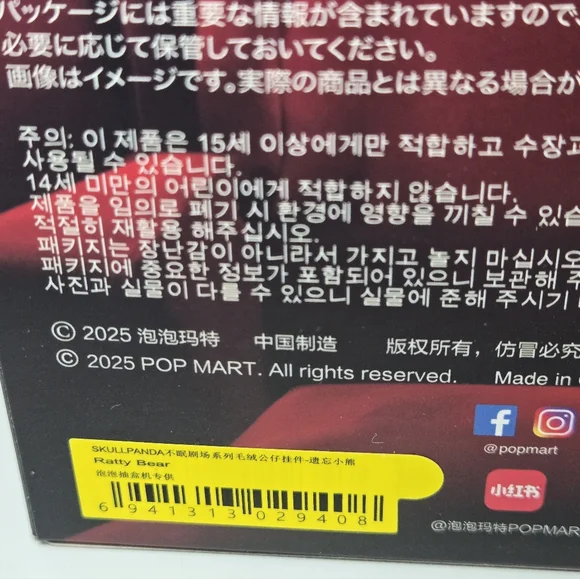 パッケージには重要な情報が含まれていますので、
必要に応じて保管しておいてください。
画像はイメージです。実際の商品とは異なる場合が
주의: 이 제품은 15세 이상에게만 적합하고 수장과
사용될 수 있습니다.
14세 미만의 어린이에게 적합하지 않습니다.
제품을 임의로 폐기 시 환경에 영향을 끼칠 수 있습
적절히 재활용 해주십시오.
패키지는 장난감이 아니라서 가지고 놀지 마십시오
패키지에 중요한 정보가 포함되어 있으니 보관해 주
사진과 실물이 다를 수 있으니 실물에 준해 주시기
© 2025 泡泡玛特 中国制造 版权所有，仿冒必究
© 2025 POP MART. All rights reserved. Made in
@popmart
小红书
@泡泡玛特POPMAR
SKULLPANDA不眠剧场系列毛绒公仔挂件-遗忘小熊
Ratty Bear
泡泡抽盒机专供
6 941313 029408